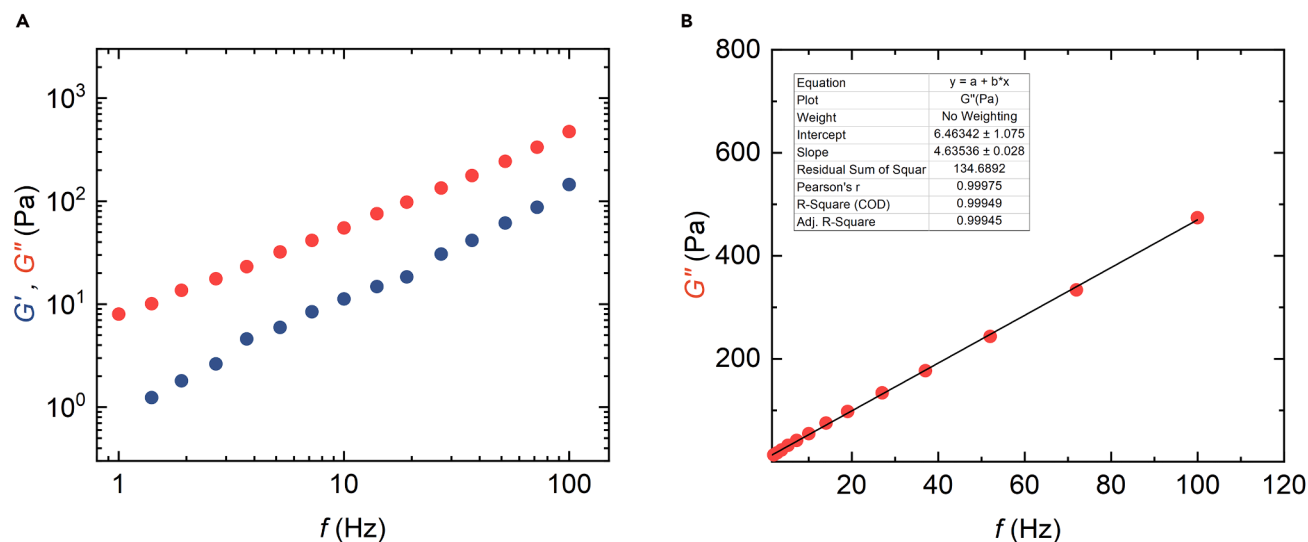 A
10³
10²
10¹
10⁰
G' , G" (Pa)
1 10 100
f (Hz)
B
800
600
400
200
G" (Pa)
Equation y = a + b*x
Plot G"(Pa)
Weight No Weighting
Intercept 6.46342 ± 1.075
Slope 4.63536 ± 0.028
Residual Sum of Squar 134.6892
Pearson's r 0.99975
R-Square (COD) 0.99949
Adj. R-Square 0.99945
20 40 60 80 100 120
f (Hz)